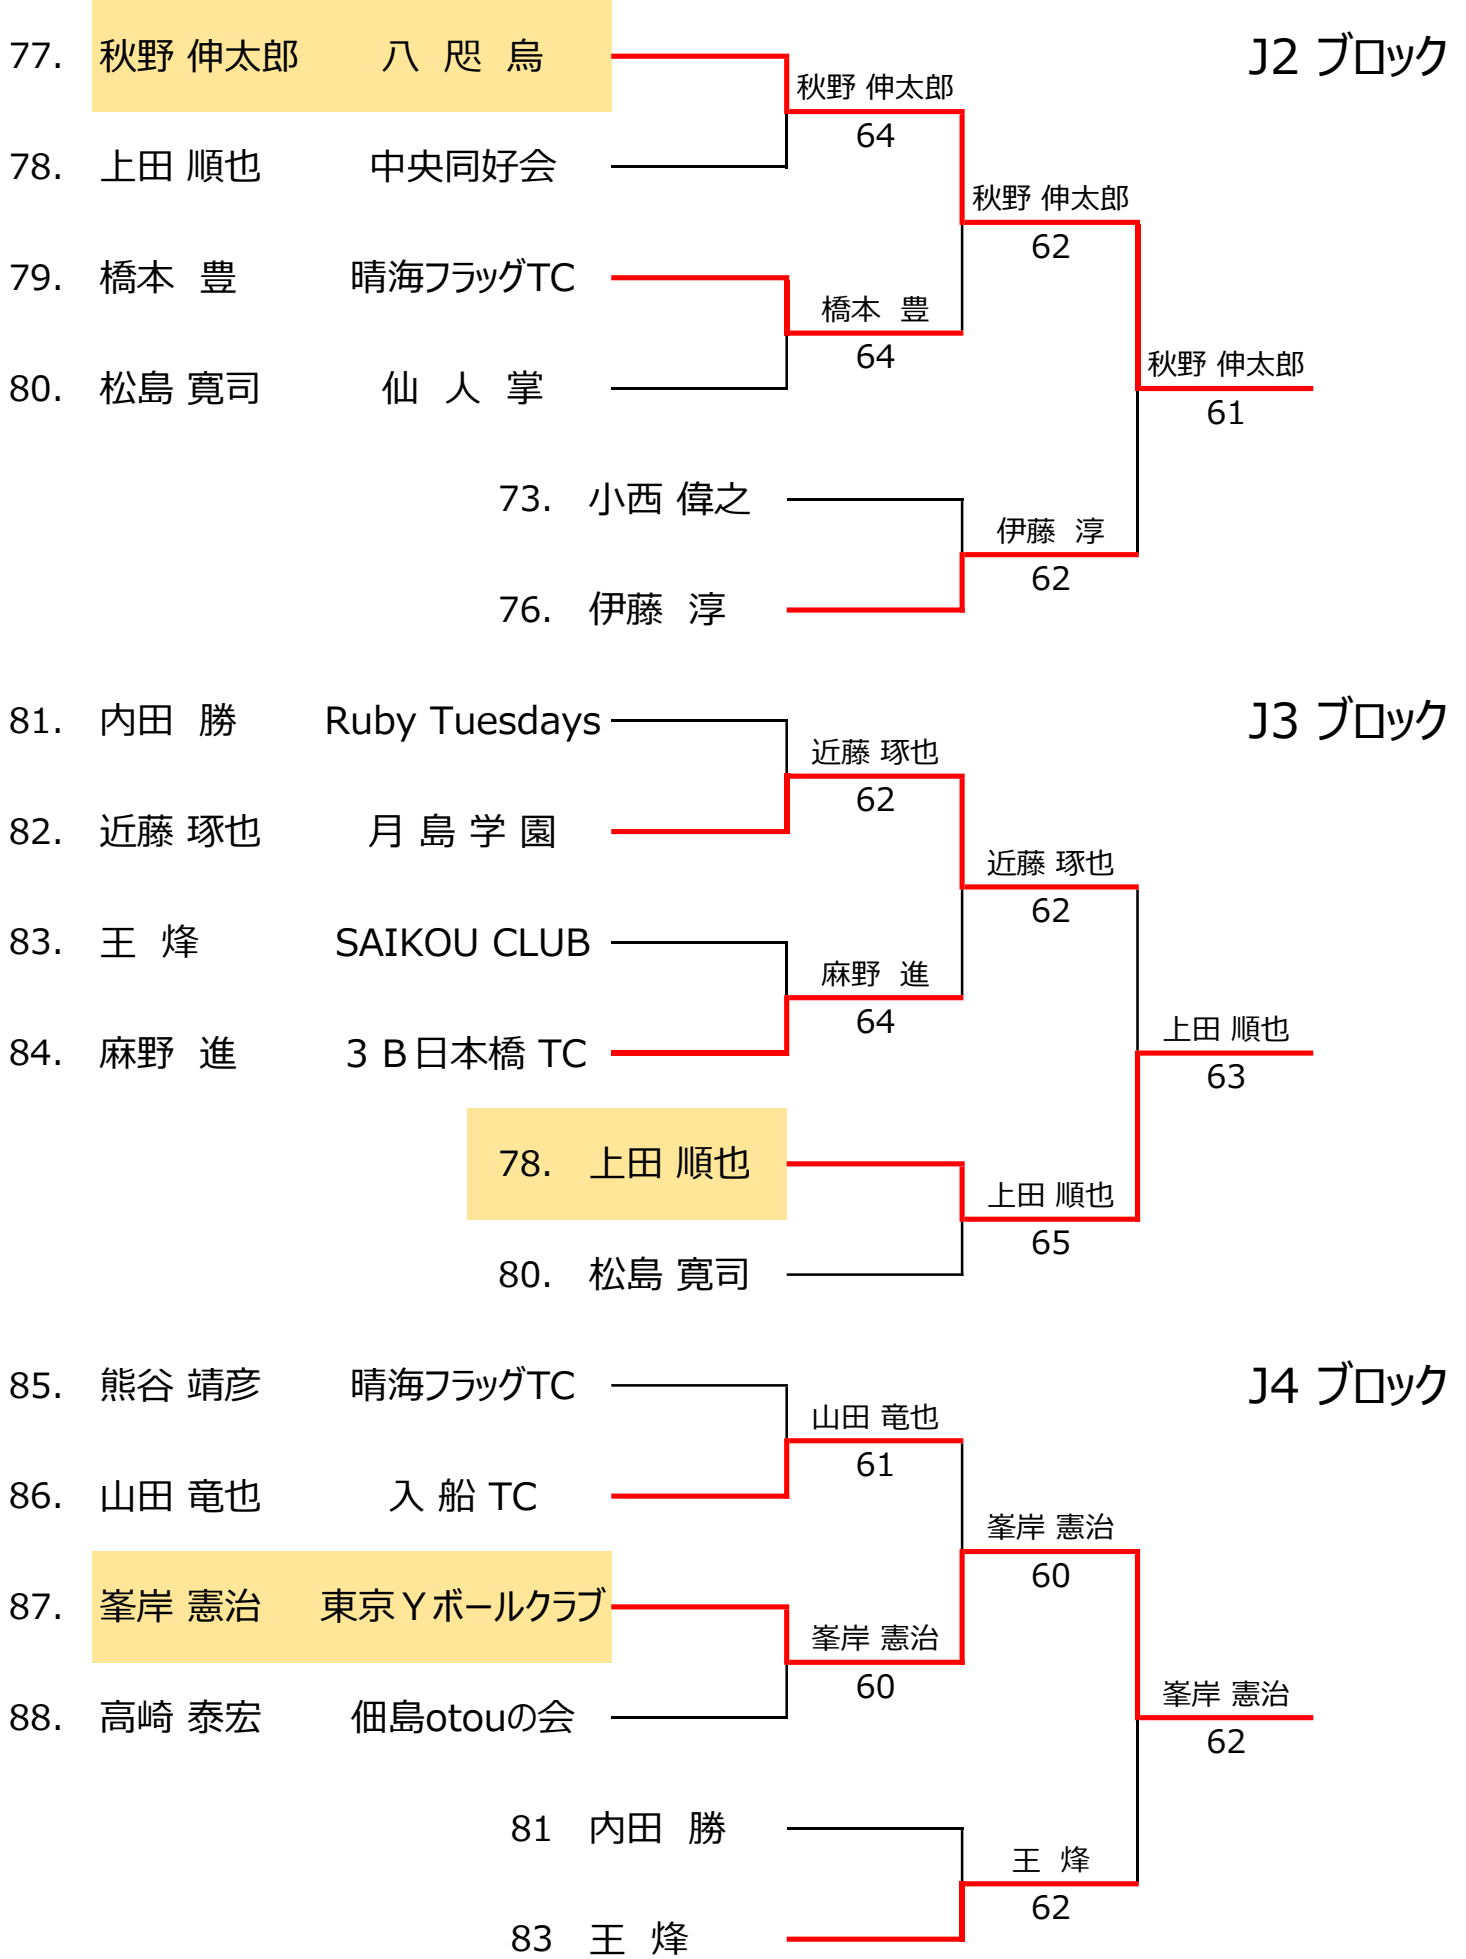 77. 秋野 伸太郎 八 咫 烏
J2 ブロック
秋野 伸太郎
64
78. 上田 順也 中央同好会
秋野 伸太郎
62
79. 橋本 豊 晴海フラッグTC
橋本 豊
64
80. 松島 寛司 仙 人 掌
秋野 伸太郎
61
73. 小西 偉之
伊藤 淳
62
76. 伊藤 淳
81. 内田 勝 Ruby Tuesdays
J3 ブロック
近藤 琢也
62
82. 近藤 琢也 月 島 学 園
近藤 琢也
62
83. 王 烽 SAIKOU CLUB
麻野 進
64
84. 麻野 進 3 B日本橋 TC
上田 順也
63
78. 上田 順也
上田 順也
65
80. 松島 寛司
85. 熊谷 靖彦 晴海フラッグTC
J4 ブロック
山田 竜也
61
86. 山田 竜也 入 船 TC
峯岸 憲治
60
87. 峯岸 憲治 東京Yボールクラブ
峯岸 憲治
60
88. 高崎 泰宏 佃島otouの会
峯岸 憲治
62
81 内田 勝
王 烽
62
83 王 烽